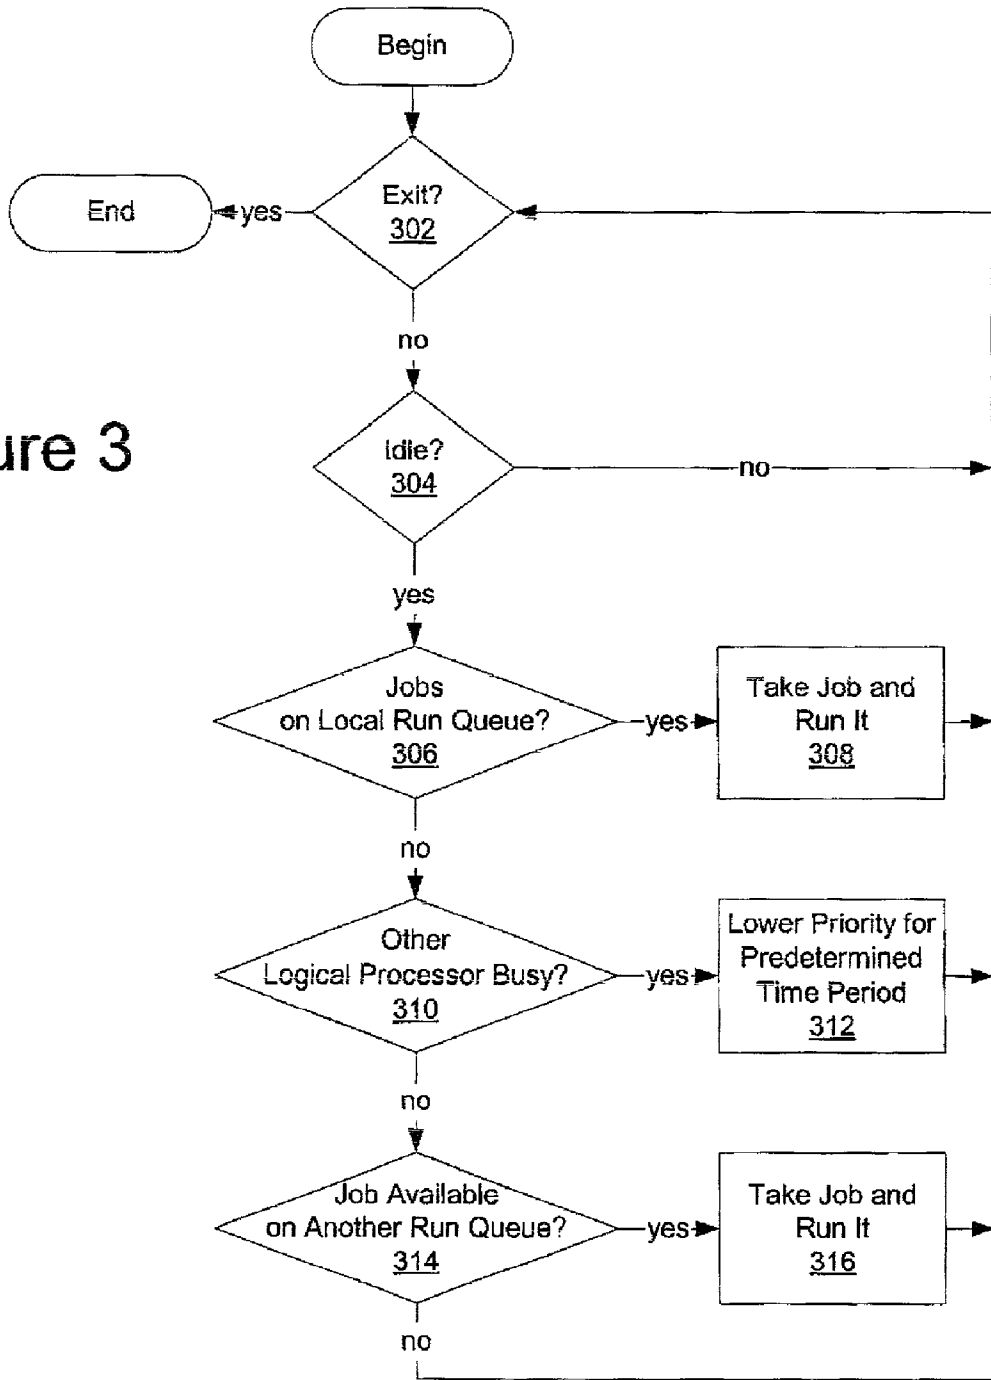 Begin
Exit?
302
End
yes
no
ure 3
Idle?
304
no
yes
Jobs
on Local Run Queue?
306
yes
Take Job and
Run It
308
no
Other
Logical Processor Busy?
310
yes
Lower Priority for
Predetermined
Time Period
312
no
Job Available
on Another Run Queue?
314
yes
Take Job and
Run It
316
no